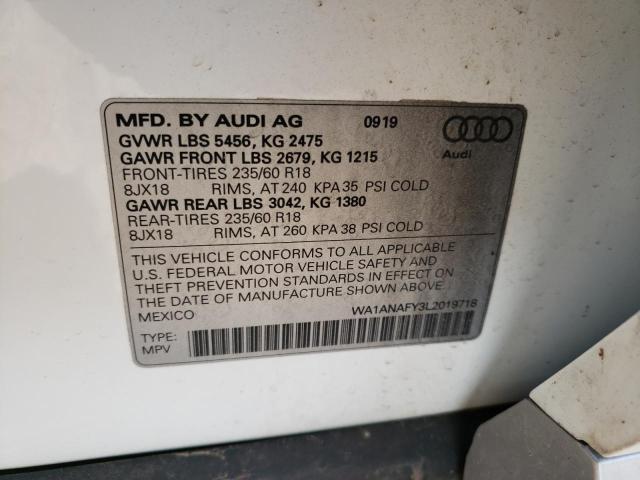 MFD. BY AUDI AG 0919
GVWR LBS 5456, KG 2475
GAWR FRONT LBS 2679, KG 1215
FRONT-TIRES 235/60 R18
8JX18 RIMS, AT 240 KPA 35 PSI COLD
GAWR REAR LBS 3042, KG 1380
REAR-TIRES 235/60 R18
8JX18 RIMS, AT 260 KPA 38 PSI COLD
Audi
THIS VEHICLE CONFORMS TO ALL APPLICABLE
U.S. FEDERAL MOTOR VEHICLE SAFETY AND
THEFT PREVENTION STANDARDS IN EFFECT ON
THE DATE OF MANUFACTURE SHOWN ABOVE.
MEXICO WA1ANAFY3L2019718
TYPE:
MPV